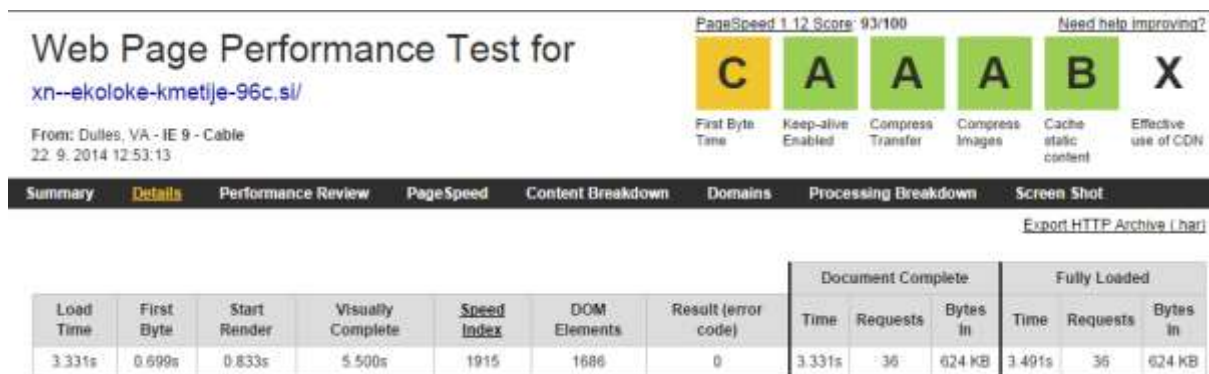 PageSpeed 1.12 Score: 93/100
Need help improving?
Web Page Performance Test for
xn--ekoloke-kmetije-96c.si/
From: Dulles, VA - IE 9 - Cable
22. 9. 2014 12:53:13
C A A A B X
First Byte Time
Keep-alive Enabled
Compress Transfer
Compress Images
Cache static content
Effective use of CDN
Summary Details Performance Review PageSpeed Content Breakdown Domains Processing Breakdown Screen Shot
Export HTTP Archive (.har)
Document Complete Fully Loaded
Load Time First Byte Start Render Visually Complete Speed Index DOM Elements Result (error code) Time Requests Bytes In Time Requests Bytes In
3.331s 0.699s 0.833s 5.500s 1915 1686 0 3.331s 36 624 KB 3.491s 36 624 KB